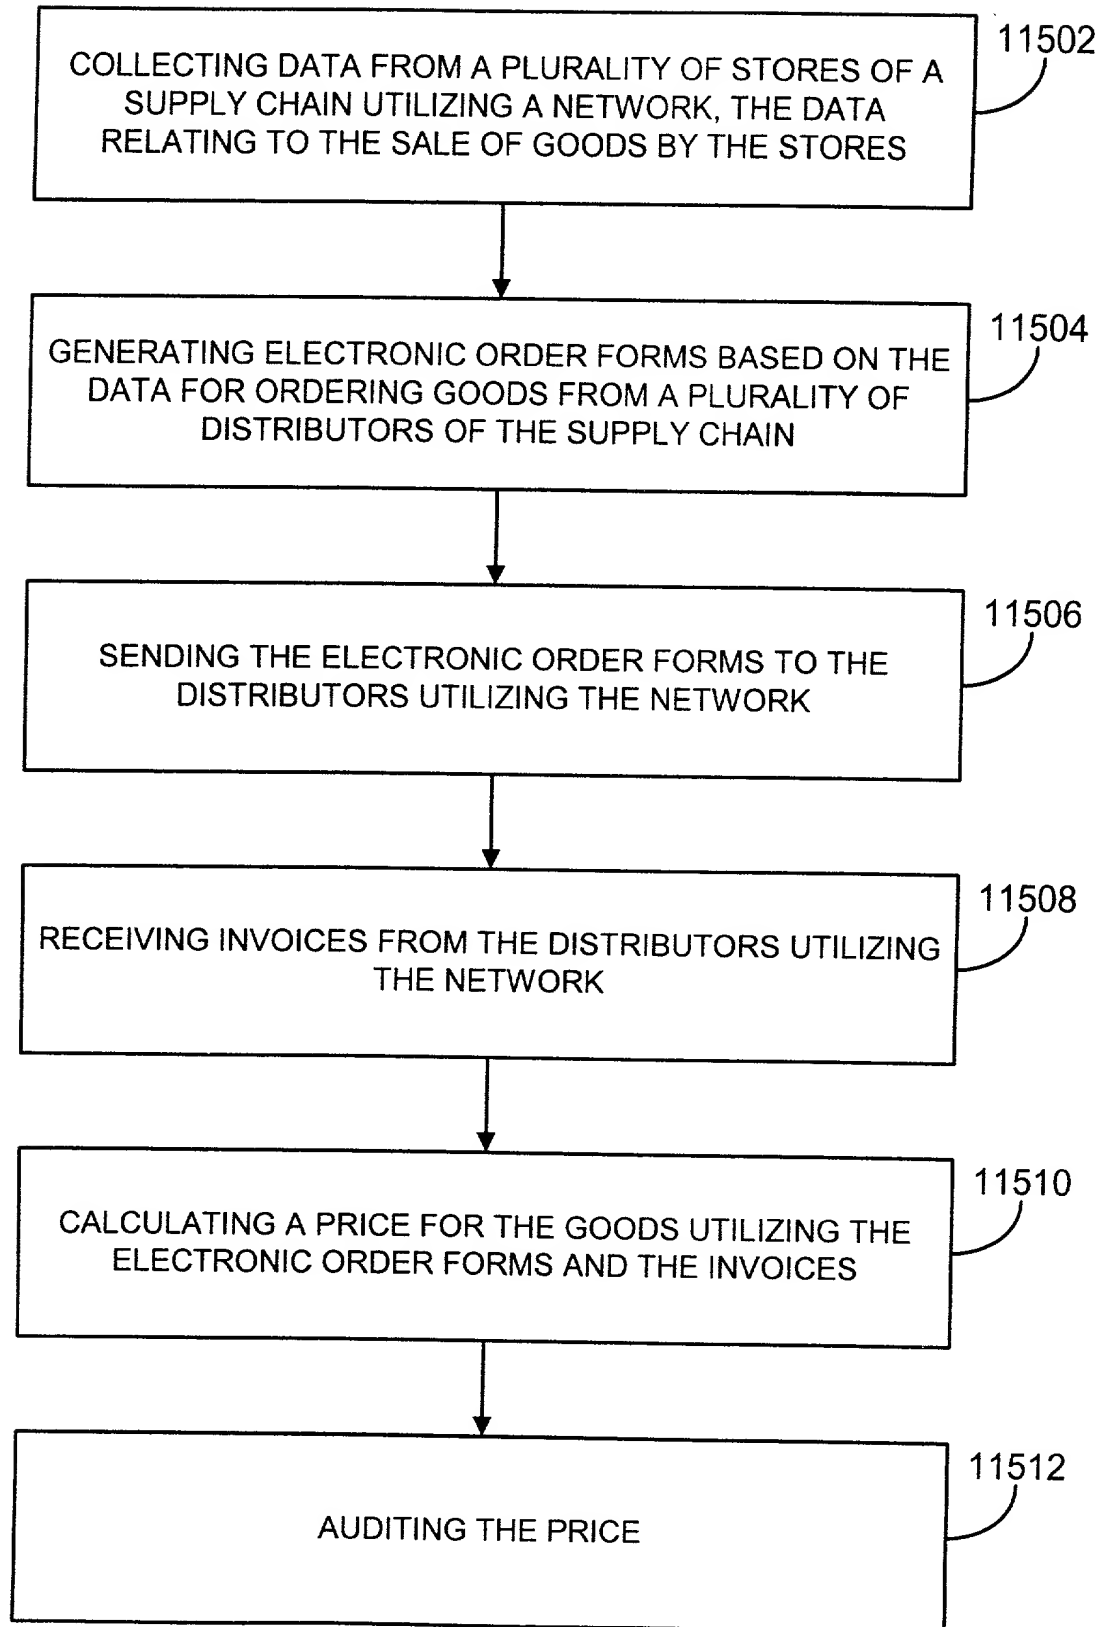 11502
COLLECTING DATA FROM A PLURALITY OF STORES OF A
SUPPLY CHAIN UTILIZING A NETWORK, THE DATA
RELATING TO THE SALE OF GOODS BY THE STORES
11504
GENERATING ELECTRONIC ORDER FORMS BASED ON THE
DATA FOR ORDERING GOODS FROM A PLURALITY OF
DISTRIBUTORS OF THE SUPPLY CHAIN
11506
SENDING THE ELECTRONIC ORDER FORMS TO THE
DISTRIBUTORS UTILIZING THE NETWORK
11508
RECEIVING INVOICES FROM THE DISTRIBUTORS UTILIZING
THE NETWORK
11510
CALCULATING A PRICE FOR THE GOODS UTILIZING THE
ELECTRONIC ORDER FORMS AND THE INVOICES
11512
AUDITING THE PRICE